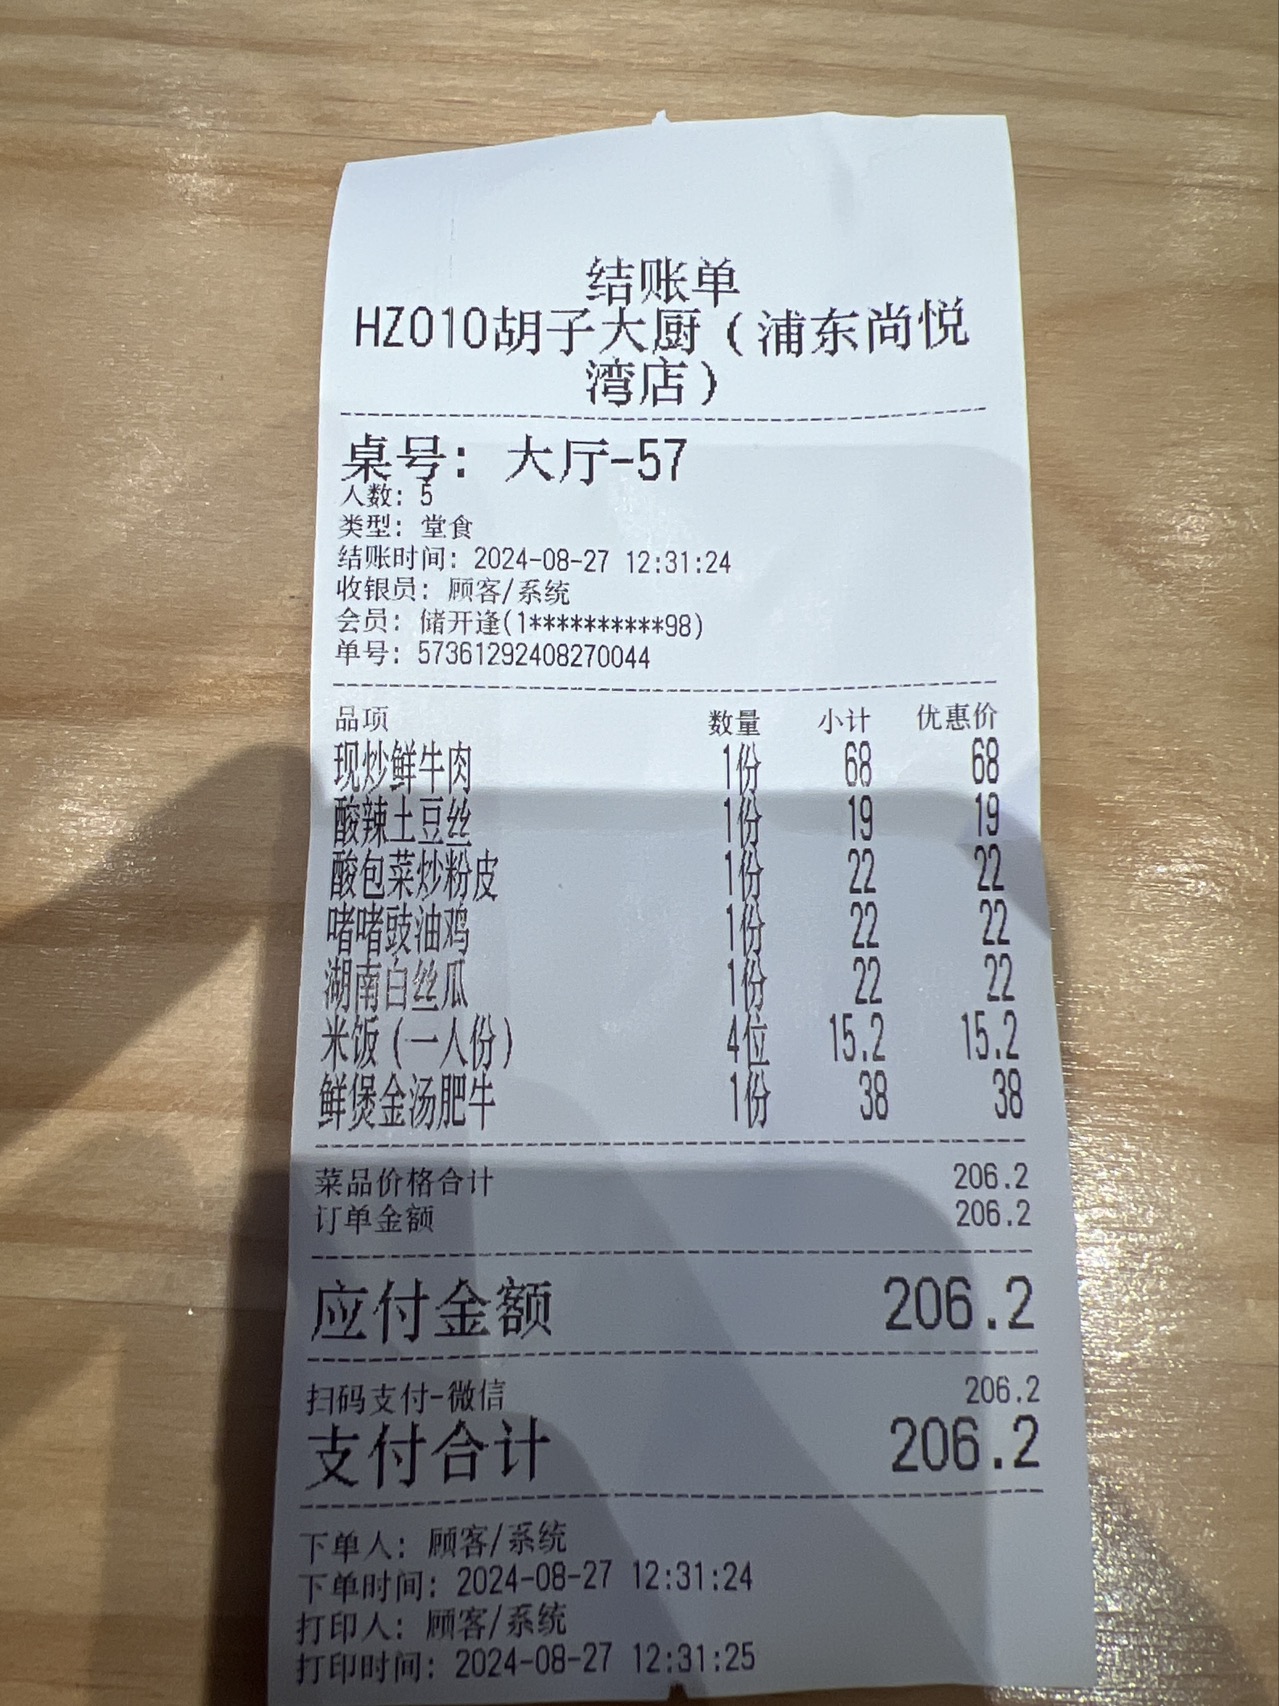 结账单
HZ010胡子大厨（浦东尚悦
湾店）
桌号： 大厅-57
人数：5
类型：堂食
结账时间：2024-08-27 12:31:24
收银员：顾客/系统
会员：储开逢(1**********98)
单号：573612924082700​44
品项 数量 小计 优惠价
现炒鲜牛肉 1份 68 68
酸辣土豆丝 1份 19 19
酸包菜炒粉皮 1份 22 22
啫啫豉油鸡 1份 22 22
湖南白丝瓜 1份 22 22
米饭（一人份） 4位 15.2 15.2
鲜煲金汤肥牛 1份 38 38
菜品价格合计 206.2
订单金额 206.2
应付金额 206.2
扫码支付-微信 206.2
支付合计 206.2
下单人：顾客/系统
下单时间：2024-08-27 12:31:24
打印人：顾客/系统
打印时间：2024-08-27 12:31:25